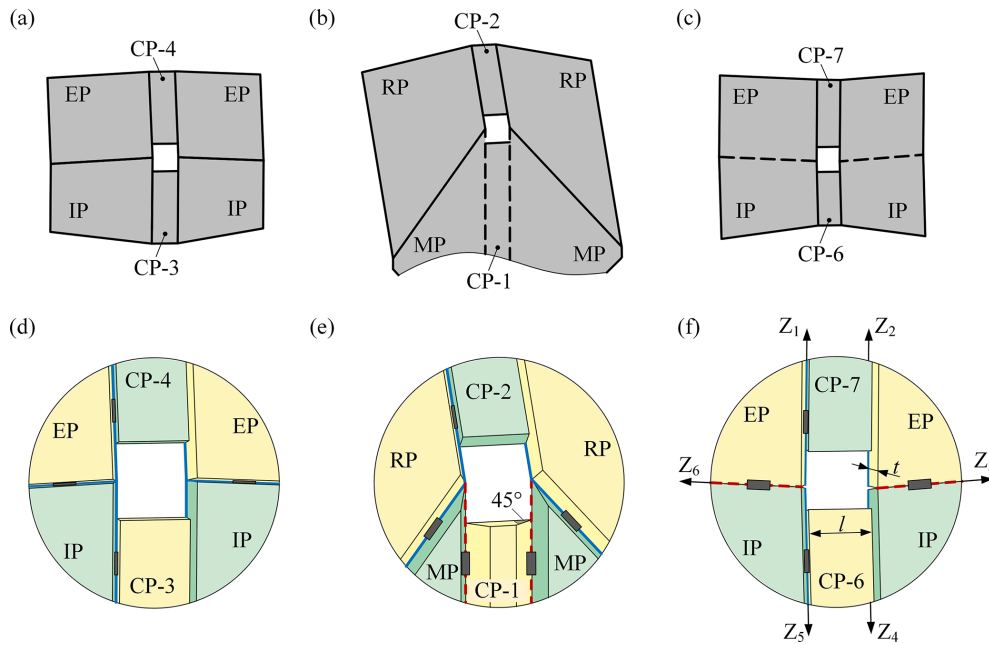 (a)
(b)
(c)
CP-4
CP-2
CP-7
EP
EP
RP
RP
EP
EP
IP
IP
MP
MP
IP
IP
CP-3
CP-1
CP-6
(d)
(e)
(f)
Z1
Z2
CP-4
CP-2
CP-7
EP
EP
RP
RP
EP
EP
Z6
t
Z
45°
l
IP
IP
MP
MP
IP
IP
CP-3
CP-1
CP-6
Z5
Z4